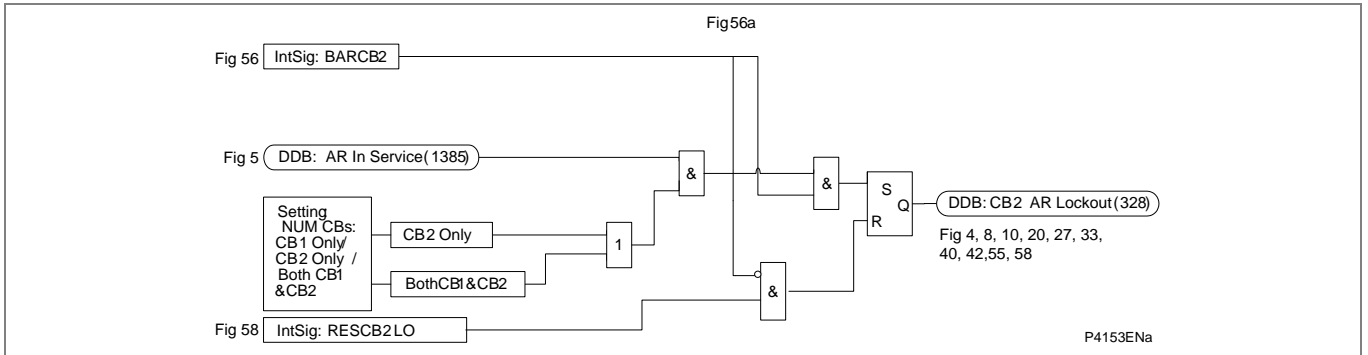 Fig56a
Fig 56
IntSig: BARCB2
Fig 5
DDB: AR In Service(1385)
&
&
S
Q
R
DDB: CB2 AR Lockout(328)
Setting
NUM CBs:
CB1 Only/
CB2 Only /
Both CB1
&CB2
CB2 Only
1
BothCB1&CB2
Fig 4, 8, 10, 20, 27, 33,
40, 42,55, 58
&
Fig 58
IntSig: RESCB2LO
P4153ENa